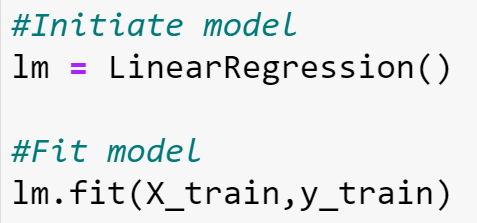 #Initiate model
lm = LinearRegression()
#Fit model
lm.fit(X_train,y_train)